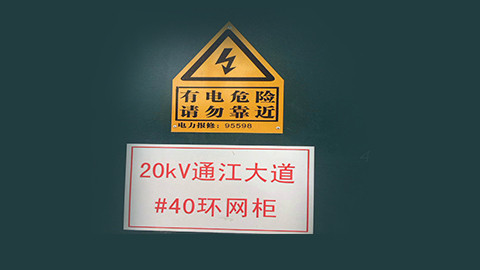 有电危险
请勿靠近
电力报修：95598
20kV通江大道
#40环网柜